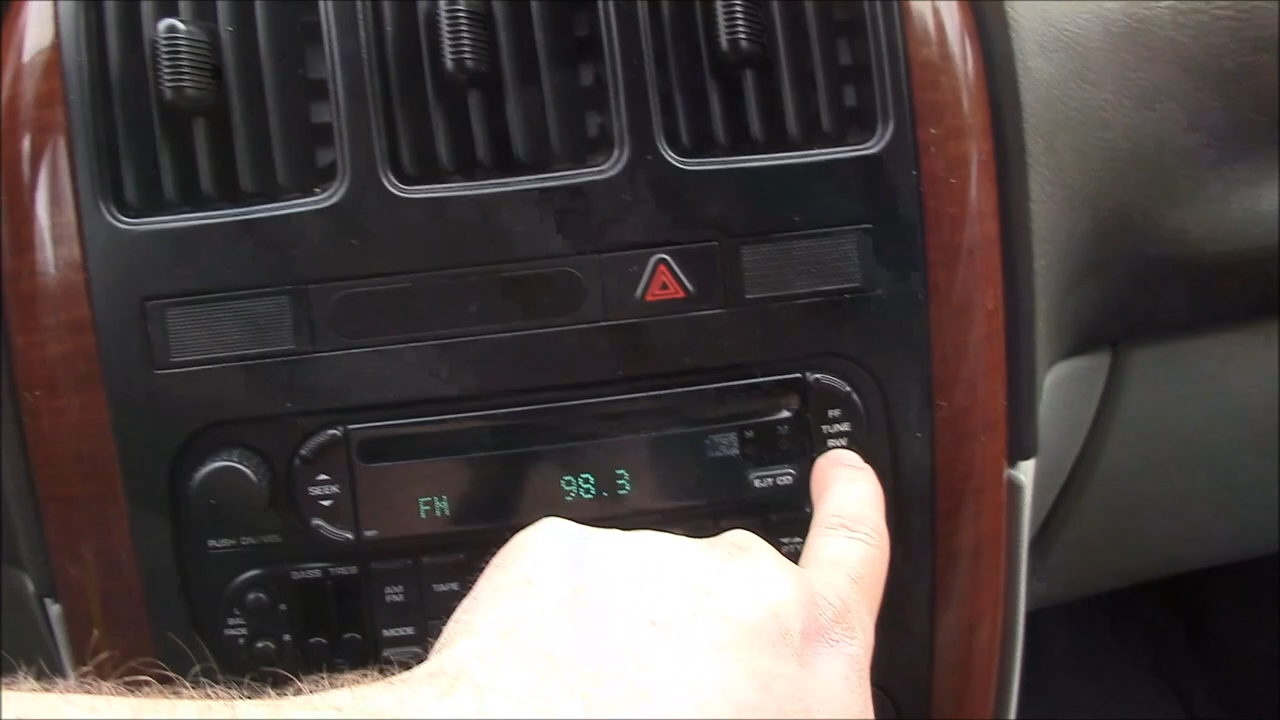 FF
TUNE
RW
SEEK
FM 98.3
EJT CD
PUSH ON/VOL
BASS TREB
AM
FM
TAPE
BAL
FADE
MODE